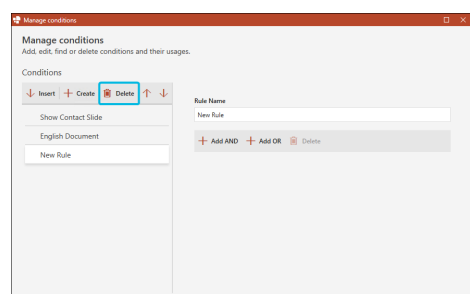 Manage conditions
Manage conditions
Add, edit, find or delete conditions and their usages.
Conditions
Insert Create Delete
Rule Name
Show Contact Slide
New Rule
English Document
Add AND Add OR Delete
New Rule